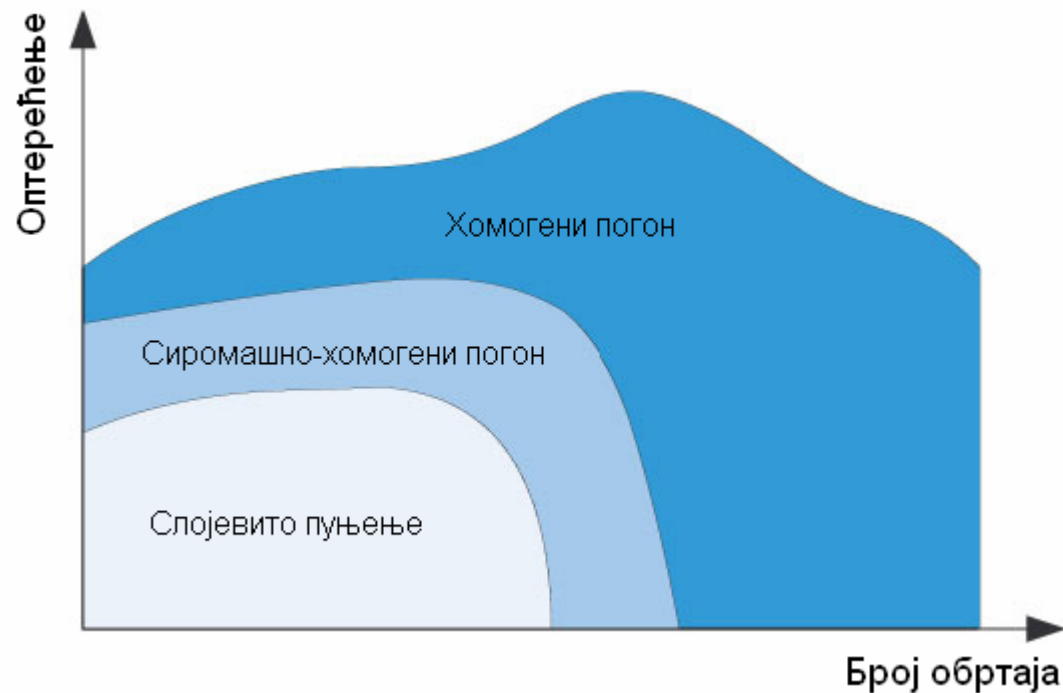 Оптерећење
Хомогени погон
Сиромашно-хомогени погон
Слојевито пуњење
Број обртаја